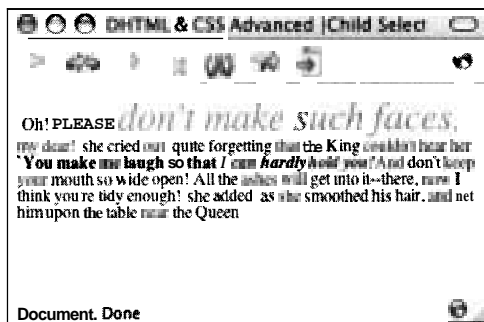 DHTML & CSS Advanced |Child Select
Oh! PLEASE don't make such faces,
my dear! she cried out quite forgetting that the King couldn't hear her
"You make me laugh so that I can hardly hold you! And don't keep
your mouth so wide open! All the ashes will get into it--there, now I
think you're tidy enough! she added as she smoothed his hair, and net
him upon the table near the Queen
Document. Done